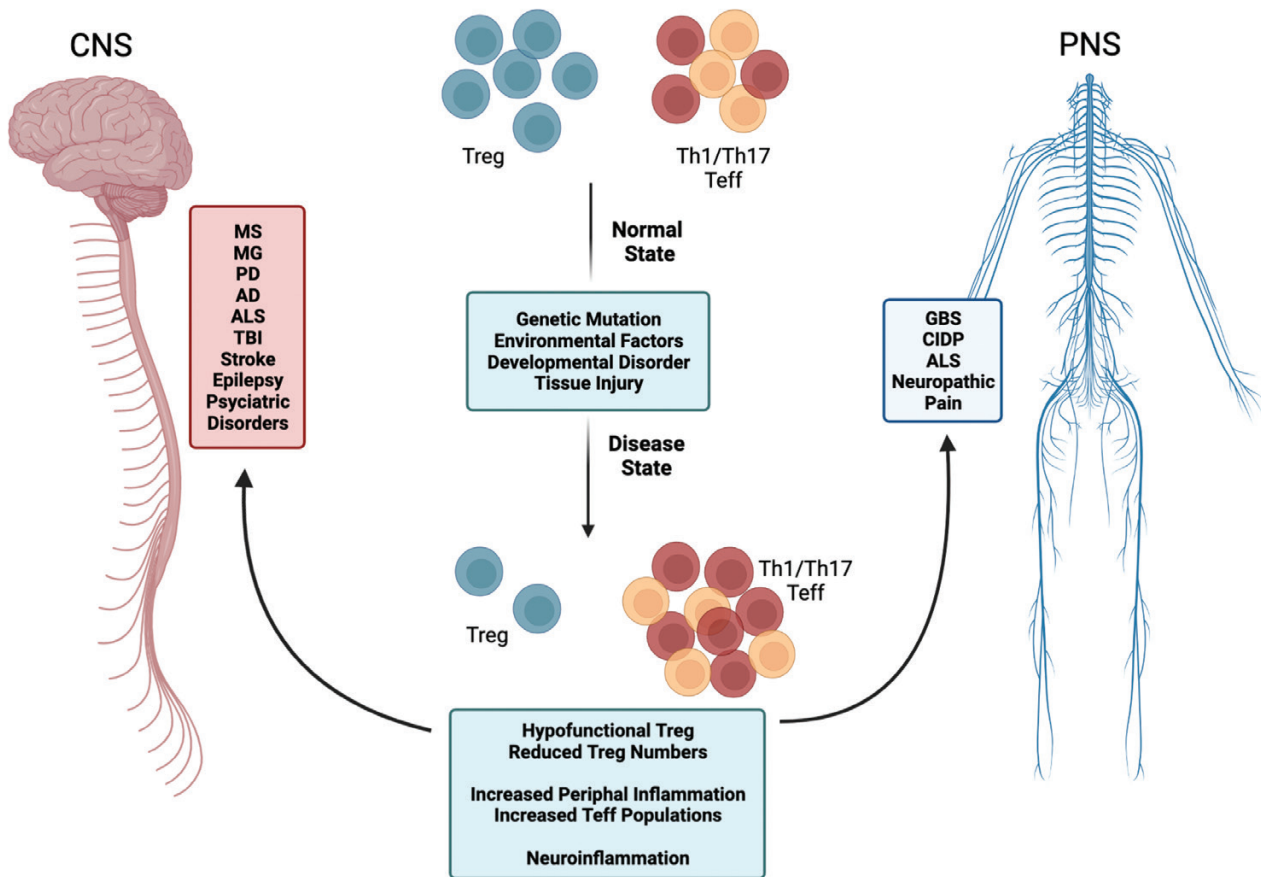 CNS
PNS
Treg
Th1/Th17
Teff
Normal
State
MS
MG
PD
AD
ALS
TBI
Stroke
Epilepsy
Psyciatric
Disorders
Genetic Mutation
Environmental Factors
Developmental Disorder
Tissue Injury
GBS
CIDP
ALS
Neuropathic
Pain
Disease
State
Treg
Th1/Th17
Teff
Hypofunctional Treg
Reduced Treg Numbers
Increased Periphal Inflammation
Increased Teff Populations
Neuroinflammation